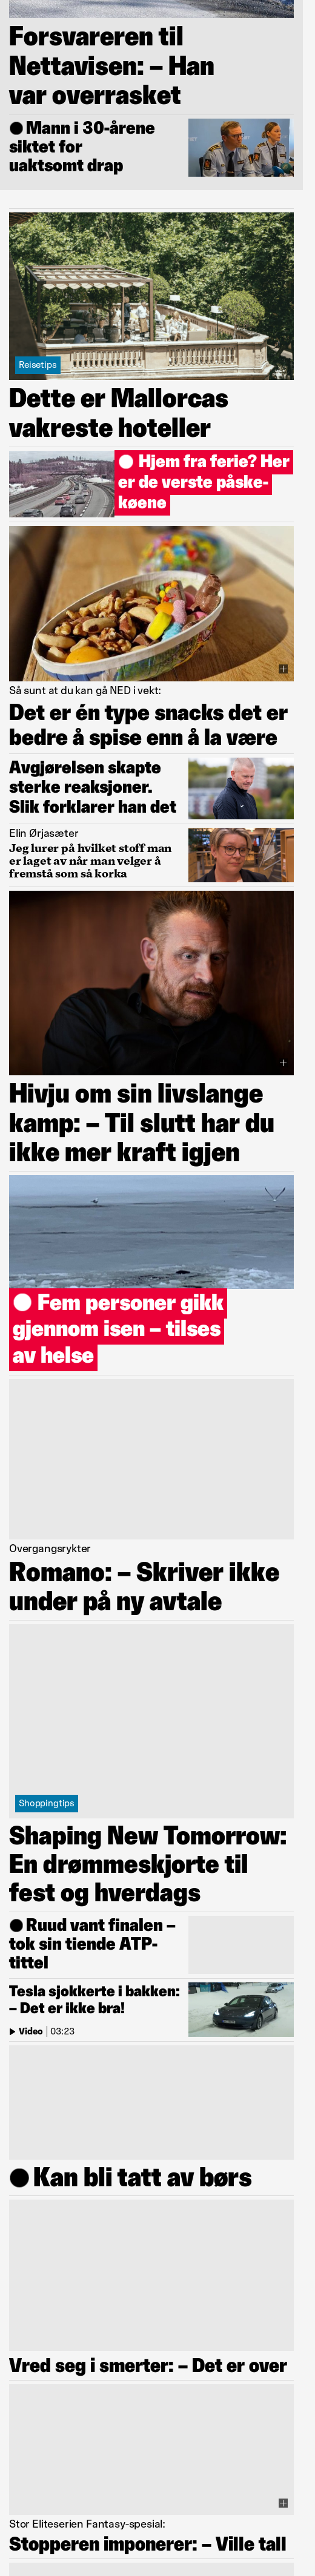 Forsvareren til
Nettavisen: – Han
var overrasket
Mann i 30-årene
siktet for
uaktsomt drap
Reisetips
Dette er Mallorcas
vakreste hoteller
Hjem fra ferie? Her
er de verste påske-
køene
Så sunt at du kan gå NED i vekt:
Det er én type snacks det er
bedre å spise enn å la være
Avgjørelsen skapte
sterke reaksjoner.
Slik forklarer han det
Elin Ørjasæter
Jeg lurer på hvilket stoff man
er laget av når man velger å
fremstå som så korka
Hivju om sin livslange
kamp: – Til slutt har du
ikke mer kraft igjen
Fem personer gikk
gjennom isen – tilses
av helse
Overgangsrykter
Romano: – Skriver ikke
under på ny avtale
Shoppingtips
Shaping New Tomorrow:
En drømmeskjorte til
fest og hverdags
Ruud vant finalen –
tok sin tiende ATP-
tittel
Tesla sjokkerte i bakken:
– Det er ikke bra!
Video | 03:23
Kan bli tatt av børs
Vred seg i smerter: – Det er over
Stor Eliteserien Fantasy-spesial:
Stopperen imponerer: – Ville tall